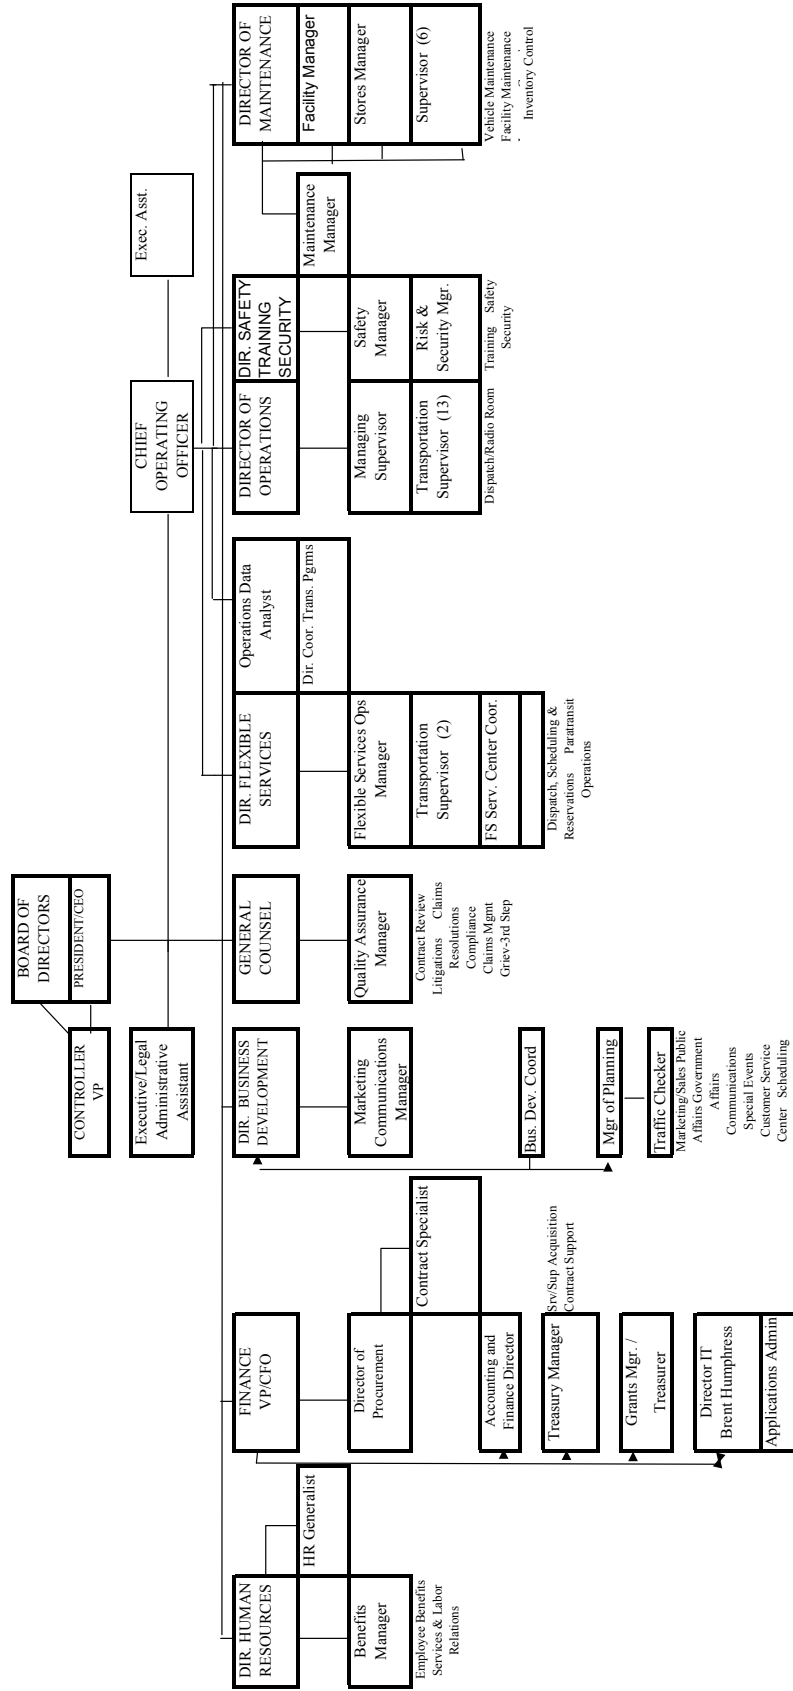 BOARD OF
DIRECTORS
PRESIDENT/CEO
CONTROLLER
VP
Executive/Legal
Administrative
Assistant
CHIEF
OPERATING
OFFICER
Exec. Asst.
DIR. HUMAN
RESOURCES
HR Generalist
Benefits
Manager
Employee Benefits
Services & Labor
Relations
FINANCE
VP/CFO
Director of
Procurement
Contract Specialist
Accounting and
Finance Director
Srv/Sup Acquisition
Contract Support
Treasury Manager
Grants Mgr. /
Treasurer
Director IT
Brent Humphress
Applications Admin
DIR. BUSINESS
DEVELOPMENT
Marketing
Communications
Manager
Bus. Dev. Coord
Mgr of Planning
Traffic Checker
Marketing/Sales Public
Affairs Government
Affairs
Communications
Special Events
Customer Service
Center Scheduling
GENERAL
COUNSEL
Quality Assurance
Manager
Contract Review
Litigations Claims
Resolutions
Compliance
Claims Mgmt
Griev-3rd Step
DIR. FLEXIBLE
SERVICES
Flexible Services Ops
Manager
Transportation
Supervisor (2)
FS Serv. Center Coor.
Dispatch, Scheduling &
Reservations Paratransit
Operations
Operations Data
Analyst
Dir. Coor. Trans. Pgrms
DIRECTOR OF
OPERATIONS
Managing
Supervisor
Transportation
Supervisor (13)
Dispatch/Radio Room
DIR. SAFETY
TRAINING
SECURITY
Safety
Manager
Risk &
Security Mgr.
Training Safety
Security
Maintenance
Manager
DIRECTOR OF
MAINTENANCE
Facility Manager
Stores Manager
Supervisor (6)
Vehicle Maintenance
Facility Maintenance
Inventory Control